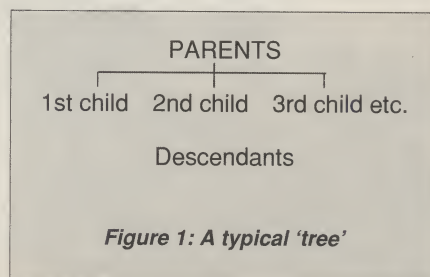 PARENTS
1st child 2nd child 3rd child etc.
Descendants
Figure 1: A typical 'tree'